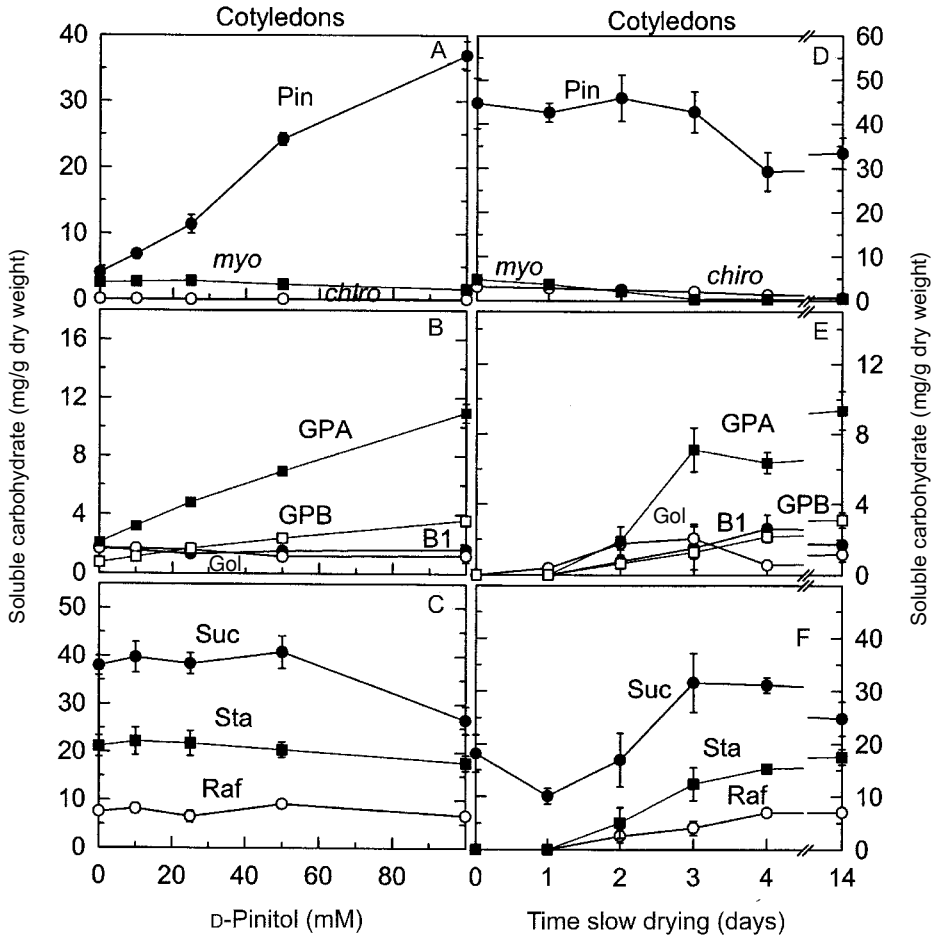 Cotyledons
Cotyledons
Soluble carbohydrate (mg/g dry weight)
40
30
20
10
0
A
Pin
myo
chiro
60
50
40
30
20
10
0
D
Pin
myo
chiro
16
12
8
4
0
B
GPA
GPB
B1
Gol
12
8
4
0
E
GPA
GPB
Gol
B1
50
40
30
20
10
0
C
Suc
Sta
Raf
40
30
20
10
0
F
Suc
Sta
Raf
0 20 40 60 80
0 1 2 3 4 14
D-Pinitol (mM)
Time slow drying (days)
Soluble carbohydrate (mg/g dry weight)